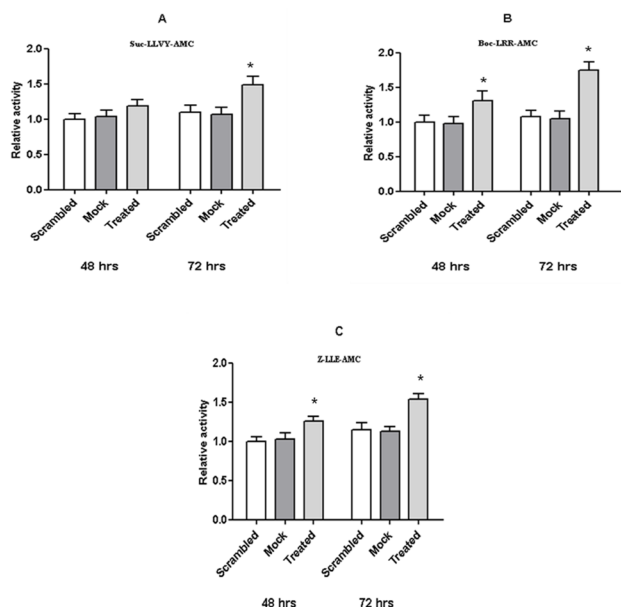 A
Suc-LLVY-AMC
Relative activity
2.0
1.5
1.0
0.5
0.0
*
Scrambled
Mock
Treated
Scrambled
Mock
Treated
48 hrs
72 hrs
B
Boc-LRR-AMC
Relative activity
2.0
1.5
1.0
0.5
0.0
*
*
Scrambled
Mock
Treated
Scrambled
Mock
Treated
48 hrs
72 hrs
C
Z-LLE-AMC
Relative activity
2.0
1.5
1.0
0.5
0.0
*
*
Scrambled
Mock
Treated
Scrambled
Mock
Treated
48 hrs
72 hrs